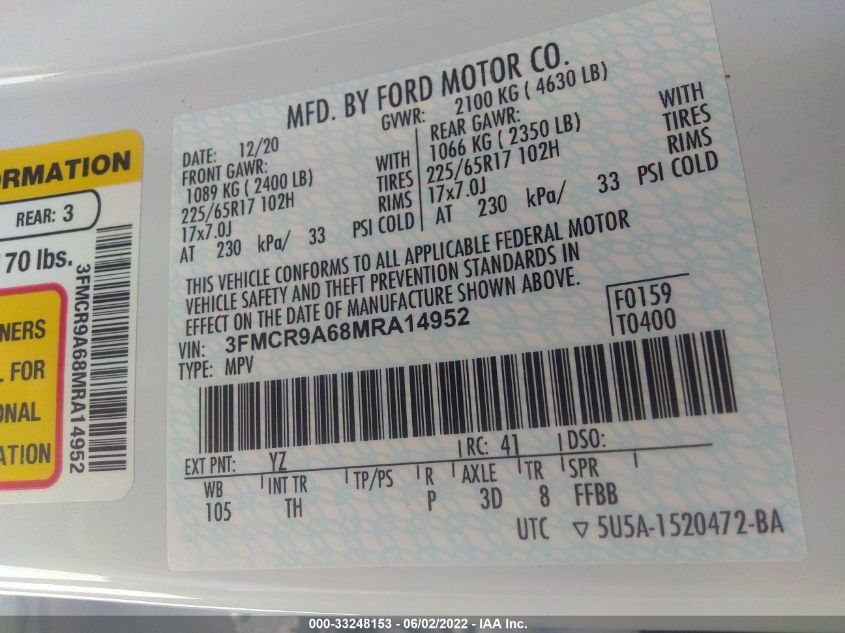 ORMATION
REAR: 3
170 lbs.
3FMCR9A68MRA14952
NERS
L FOR
ONAL
ATION
MFD. BY FORD MOTOR CO.
DATE: 12/20
GVWR: 2100 KG ( 4630 LB)
FRONT GAWR:
1089 KG ( 2400 LB) WITH
225/65R17 102H TIRES
17x7.0J RIMS
AT 230 kPa/ 33 PSI COLD
REAR GAWR:
1066 KG ( 2350 LB) WITH
225/65R17 102H TIRES
17x7.0J RIMS
AT 230 kPa/ 33 PSI COLD
THIS VEHICLE CONFORMS TO ALL APPLICABLE FEDERAL MOTOR
VEHICLE SAFETY AND THEFT PREVENTION STANDARDS IN
EFFECT ON THE DATE OF MANUFACTURE SHOWN ABOVE.
VIN: 3FMCR9A68MRA14952
TYPE: MPV
F0159
T0400
EXT PNT: YZ RC: 41 DSO:
WB INT TR TP/PS R AXLE TR SPR
105 TH P 3D 8 FFBB
UTC ▽ 5U5A-1520472-BA
000-33248153 - 06/02/2022 - IAA Inc.